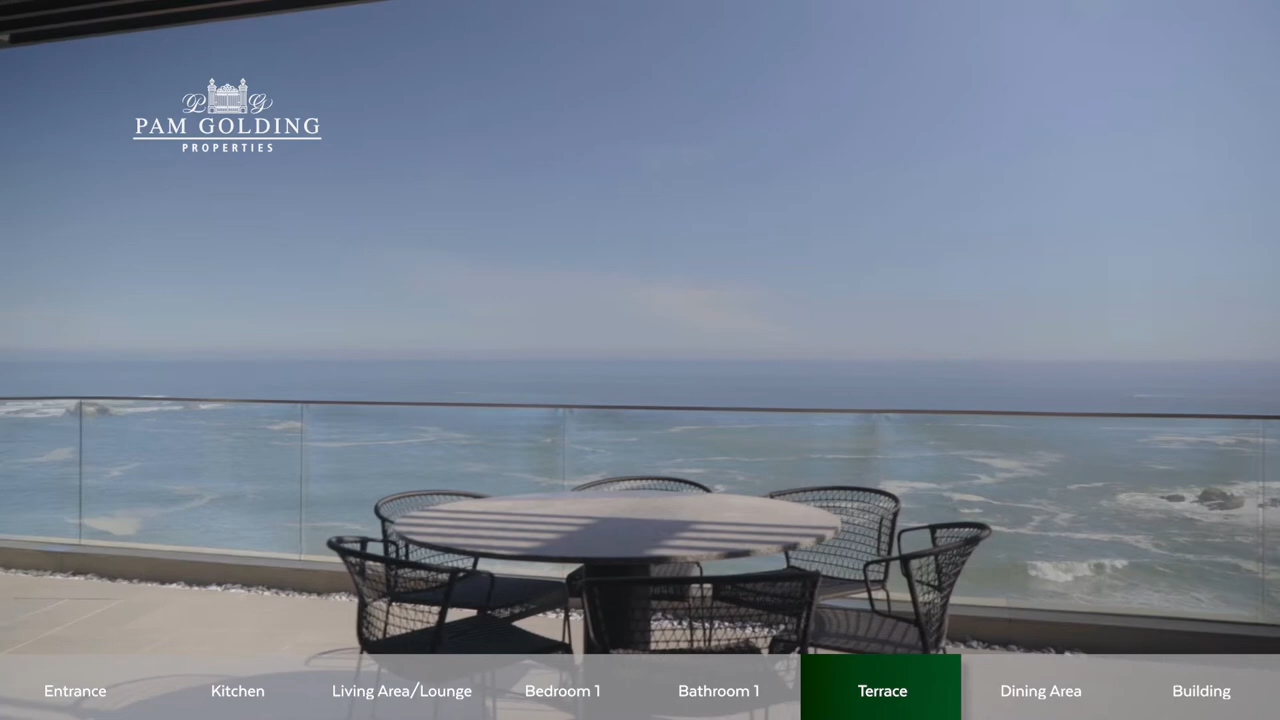 P G
PAM GOLDING
PROPERTIES
Entrance
Kitchen
Living Area/Lounge
Bedroom 1
Bathroom 1
Terrace
Dining Area
Building